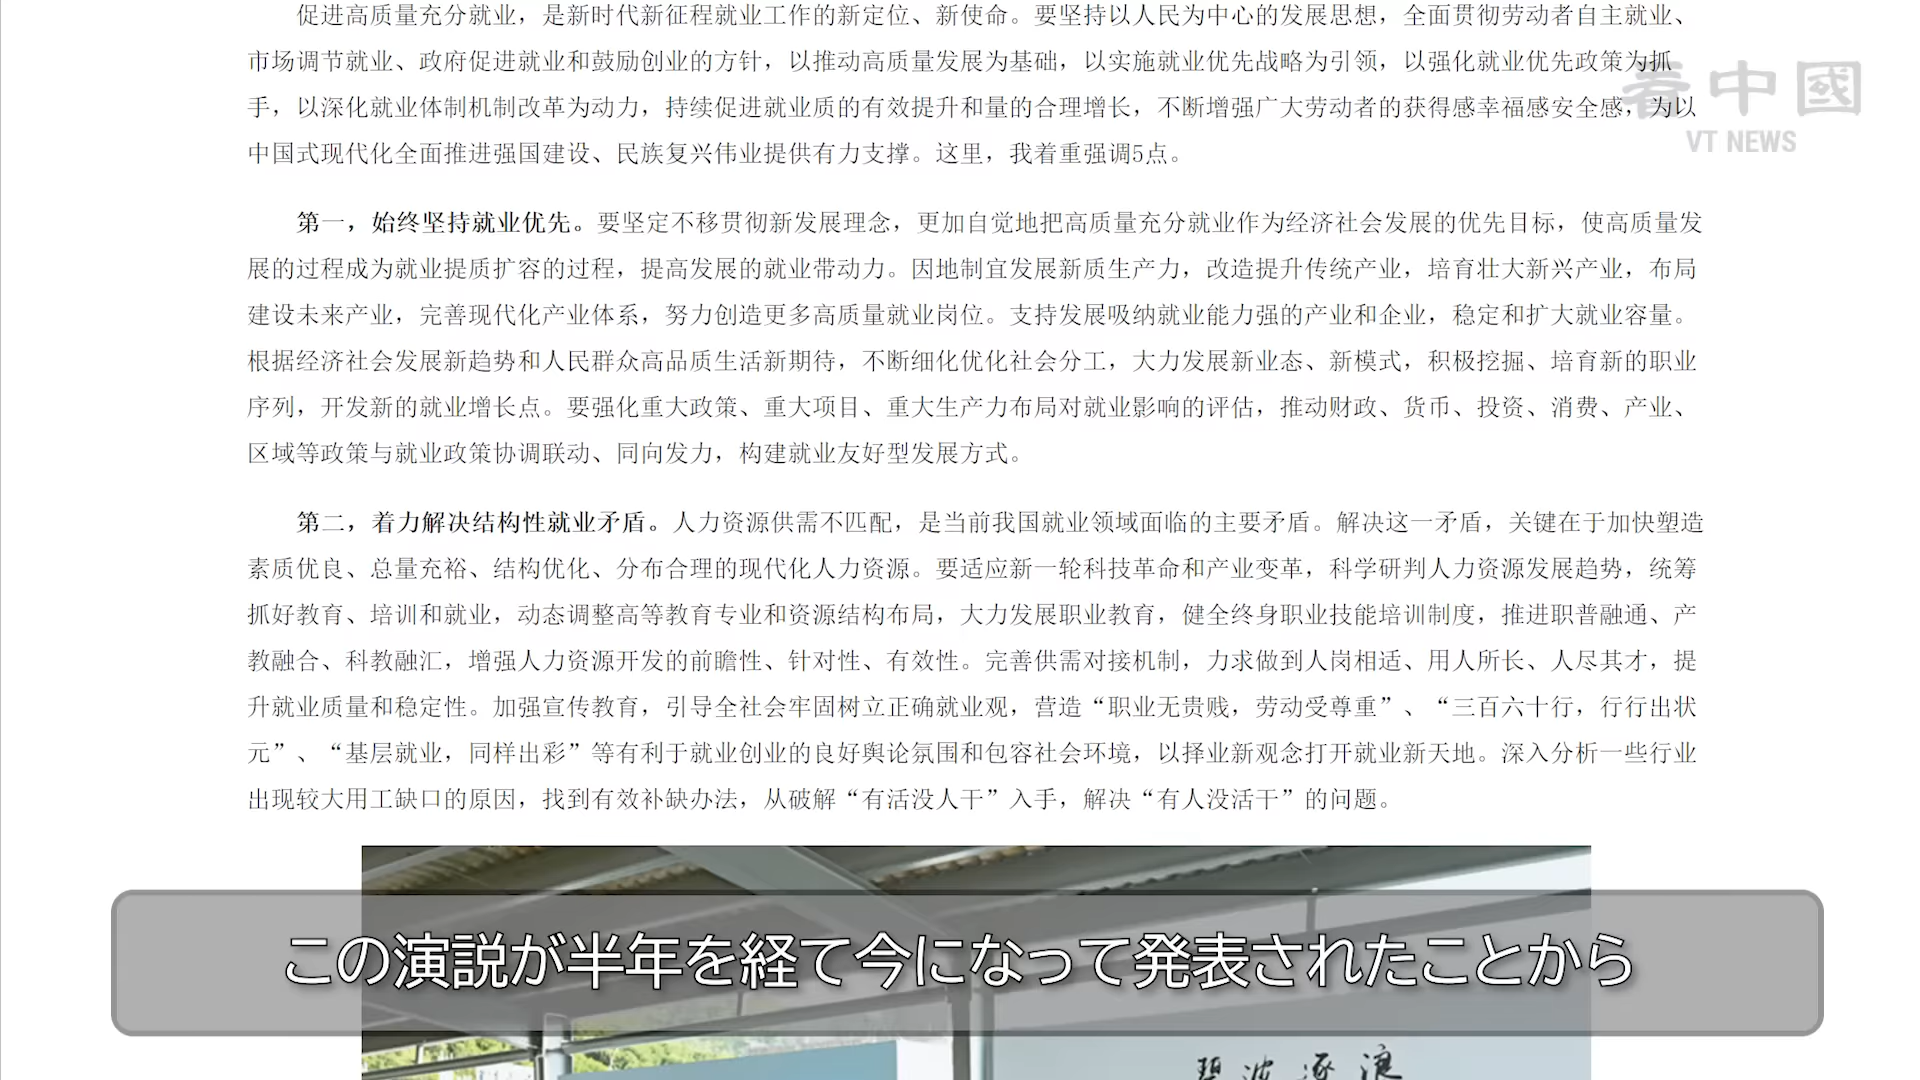 促进高质量充分就业，是新时代新征程就业工作的新定位、新使命。要坚持以人民为中心的发展思想，全面贯彻劳动者自主就业、
市场调节就业、政府促进就业和鼓励创业的方针，以推动高质量发展为基础，以实施就业优先战略为引领，以强化就业优先政策为抓
手，以深化就业体制机制改革为动力，持续促进就业质的有效提升和量的合理增长，不断增强广大劳动者的获得感幸福感安全感，为以
中国式现代化全面推进强国建设、民族复兴伟业提供有力支撑。这里，我着重强调5点。
看中國
VT NEWS
第一，始终坚持就业优先。要坚定不移贯彻新发展理念，更加自觉地把高质量充分就业作为经济社会发展的优先目标，使高质量发
展的过程成为就业提质扩容的过程，提高发展的就业带动力。因地制宜发展新质生产力，改造提升传统产业，培育壮大新兴产业，布局
建设未来产业，完善现代化产业体系，努力创造更多高质量就业岗位。支持发展吸纳就业能力强的产业和企业，稳定和扩大就业容量。
根据经济社会发展新趋势和人民群众高品质生活新期待，不断细化优化社会分工，大力发展新业态、新模式，积极挖掘、培育新的职业
序列，开发新的就业增长点。要强化重大政策、重大项目、重大生产力布局对就业影响的评估，推动财政、货币、投资、消费、产业、
区域等政策与就业政策协调联动、同向发力，构建就业友好型发展方式。
第二，着力解决结构性就业矛盾。人力资源供需不匹配，是当前我国就业领域面临的主要矛盾。解决这一矛盾，关键在于加快塑造
素质优良、总量充裕、结构优化、分布合理的现代化人力资源。要适应新一轮科技革命和产业变革，科学研判人力资源发展趋势，统筹
抓好教育、培训和就业，动态调整高等教育专业和资源结构布局，大力发展职业教育，健全终身职业技能培训制度，推进职普融通、产
教融合、科教融汇，增强人力资源开发的前瞻性、针对性、有效性。完善供需对接机制，力求做到人岗相适、用人所长、人尽其才，提
升就业质量和稳定性。加强宣传教育，引导全社会牢固树立正确就业观，营造“职业无贵贱，劳动受尊重”、“三百六十行，行行出状
元”、“基层就业，同样出彩”等有利于就业创业的良好舆论氛围和包容社会环境，以择业新观念打开就业新天地。深入分析一些行业
出现较大用工缺口的原因，找到有效补缺办法，从破解“有活没人干”入手，解决“有人没活干”的问题。
この演説が半年を経て今になって発表されたことから
碧波逐浪